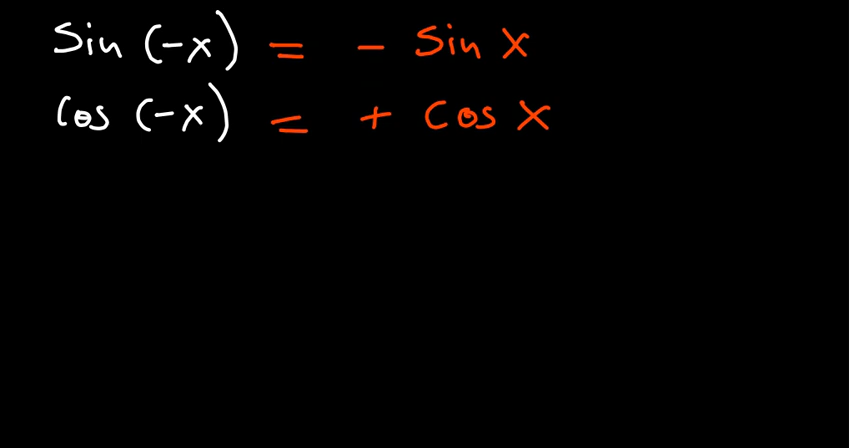 Sin (-x) = - Sin x
Cos (-x) = + Cos x